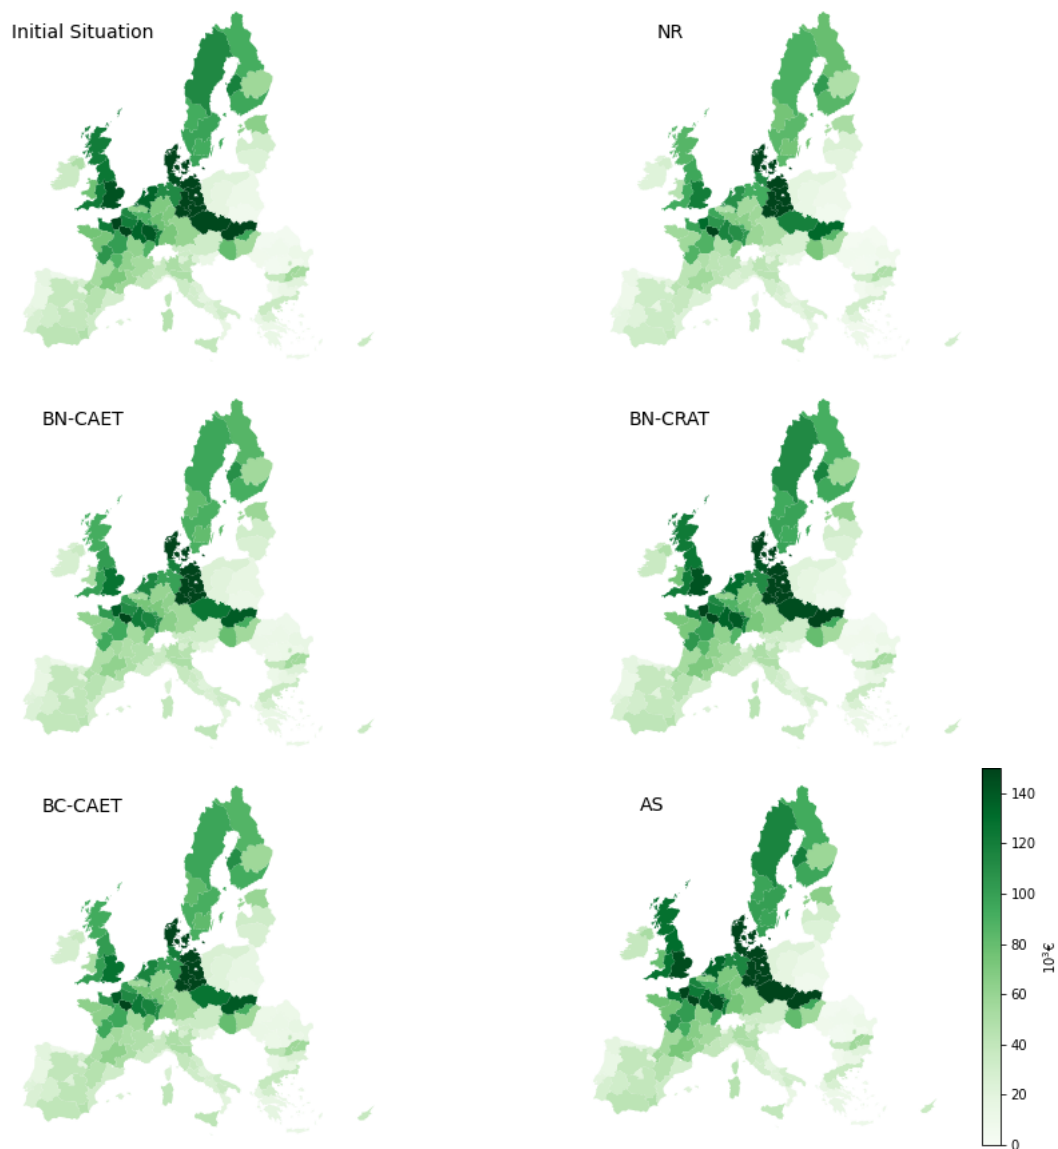 Initial Situation
NR
BN-CAET
BN-CRAT
BC-CAET
AS
140
120
100
80
60
40
20
0
10³€